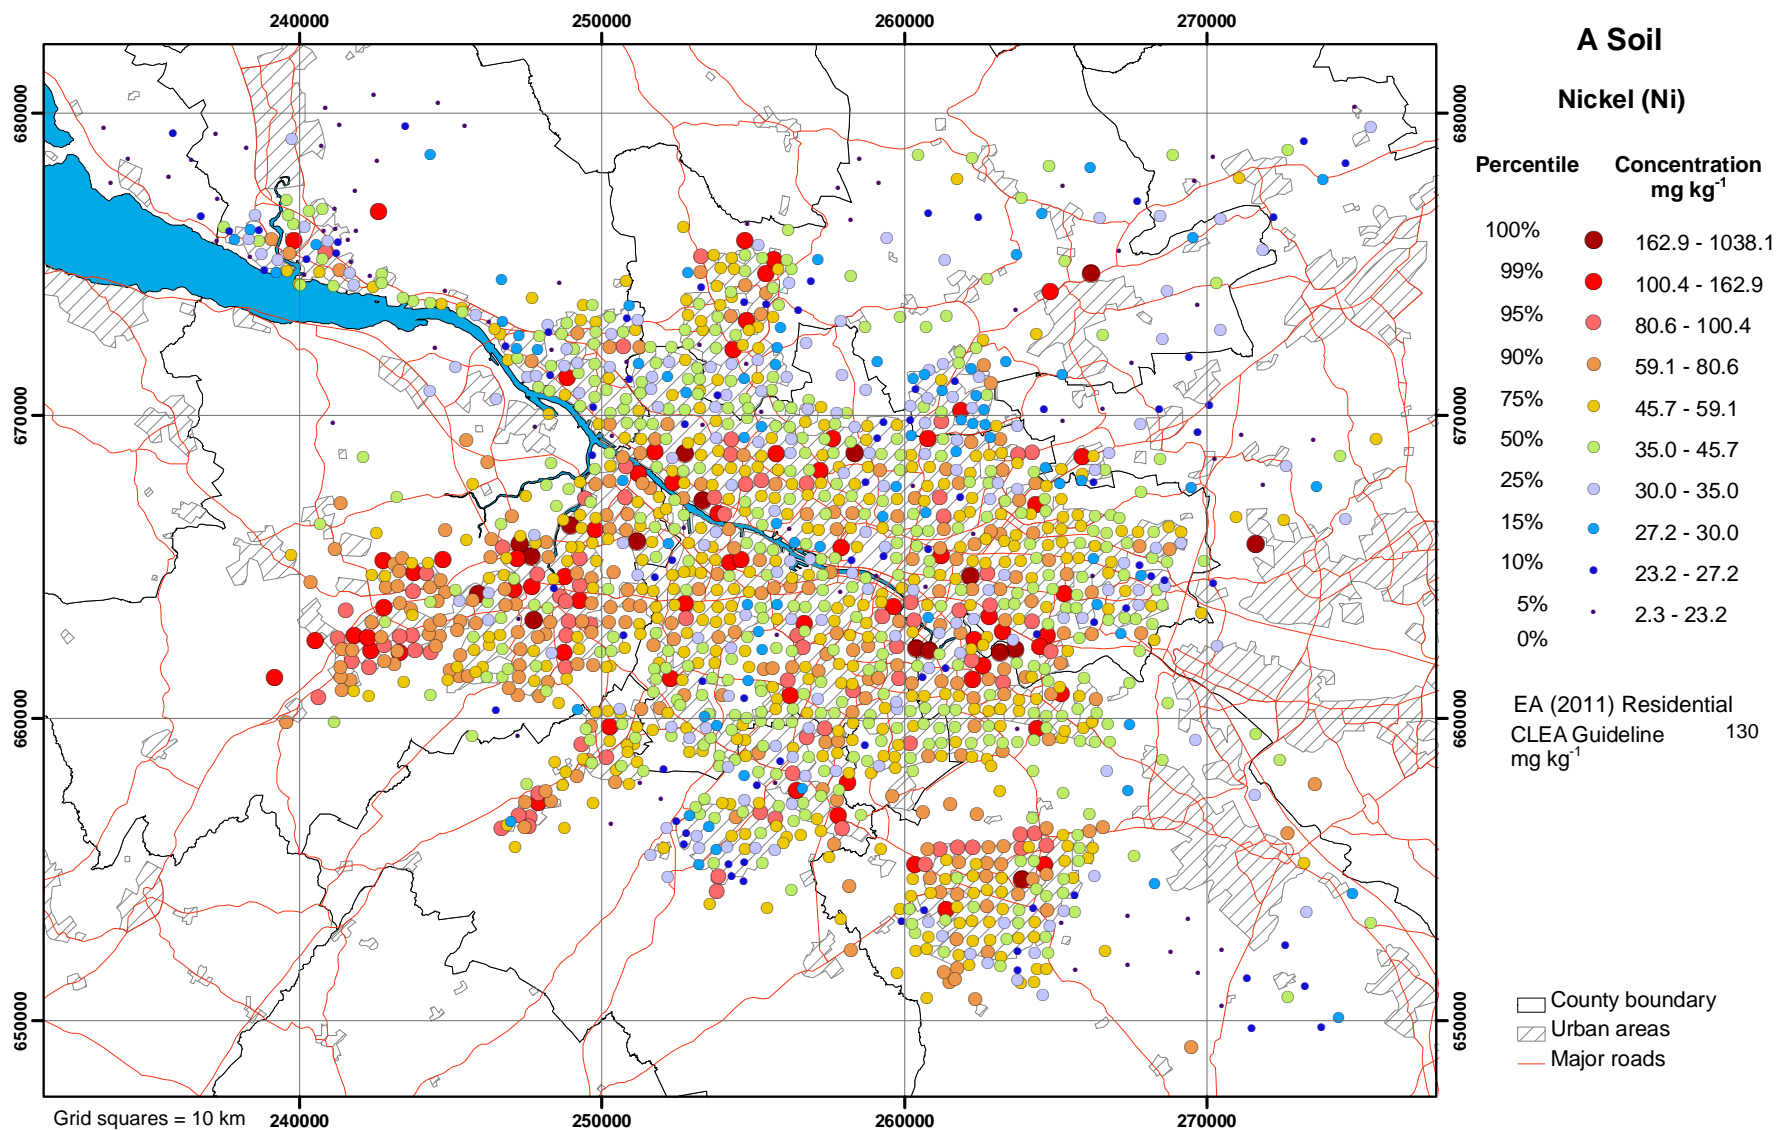 240000 250000 260000 270000
680000 680000
670000 670000
660000 660000
650000 650000
240000 250000 260000 270000
Grid squares = 10 km
A Soil
Nickel (Ni)
Percentile Concentration
mg kg-1
100%
162.9 - 1038.1
99%
100.4 - 162.9
95%
80.6 - 100.4
90%
59.1 - 80.6
75%
45.7 - 59.1
50%
35.0 - 45.7
25%
30.0 - 35.0
15%
27.2 - 30.0
10%
23.2 - 27.2
5%
2.3 - 23.2
0%
EA (2011) Residential
CLEA Guideline 130
mg kg-1
County boundary
Urban areas
Major roads